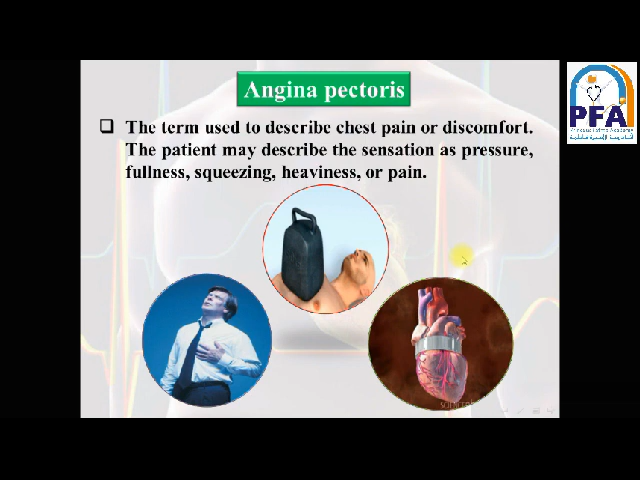 Angina pectoris
PFA
❑ The term used to describe chest pain or discomfort.
The patient may describe the sensation as pressure,
fullness, squeezing, heaviness, or pain.